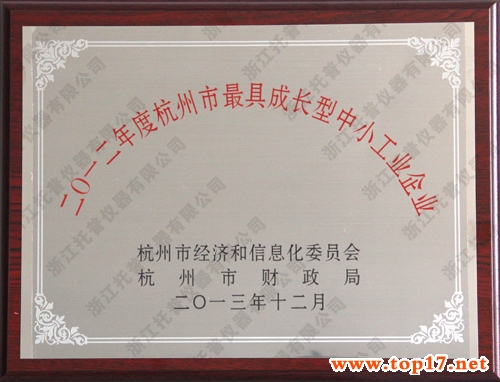 二〇一二年度杭州市最具成长型中小工业企业
杭州市经济和信息化委员会
杭州市财政局
二〇一三年十二月
浙江托普仪器有限公司
www.top17.net